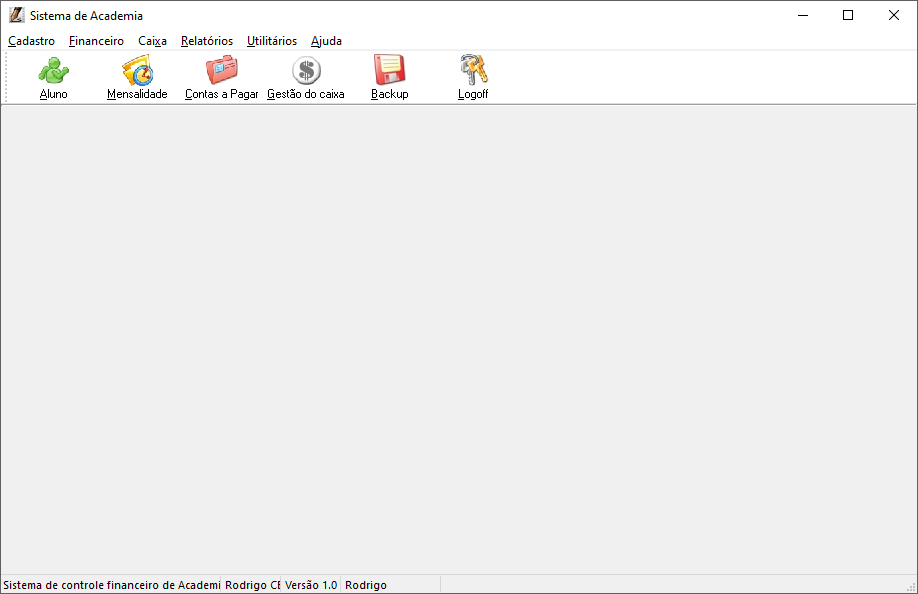 Sistema de Academia
Cadastro Financeiro Caixa Relatórios Utilitários Ajuda
Aluno Mensalidade Contas a Pagar Gestão do caixa Backup Logoff
Sistema de controle financeiro de Academi Rodrigo CE Versão 1.0 Rodrigo